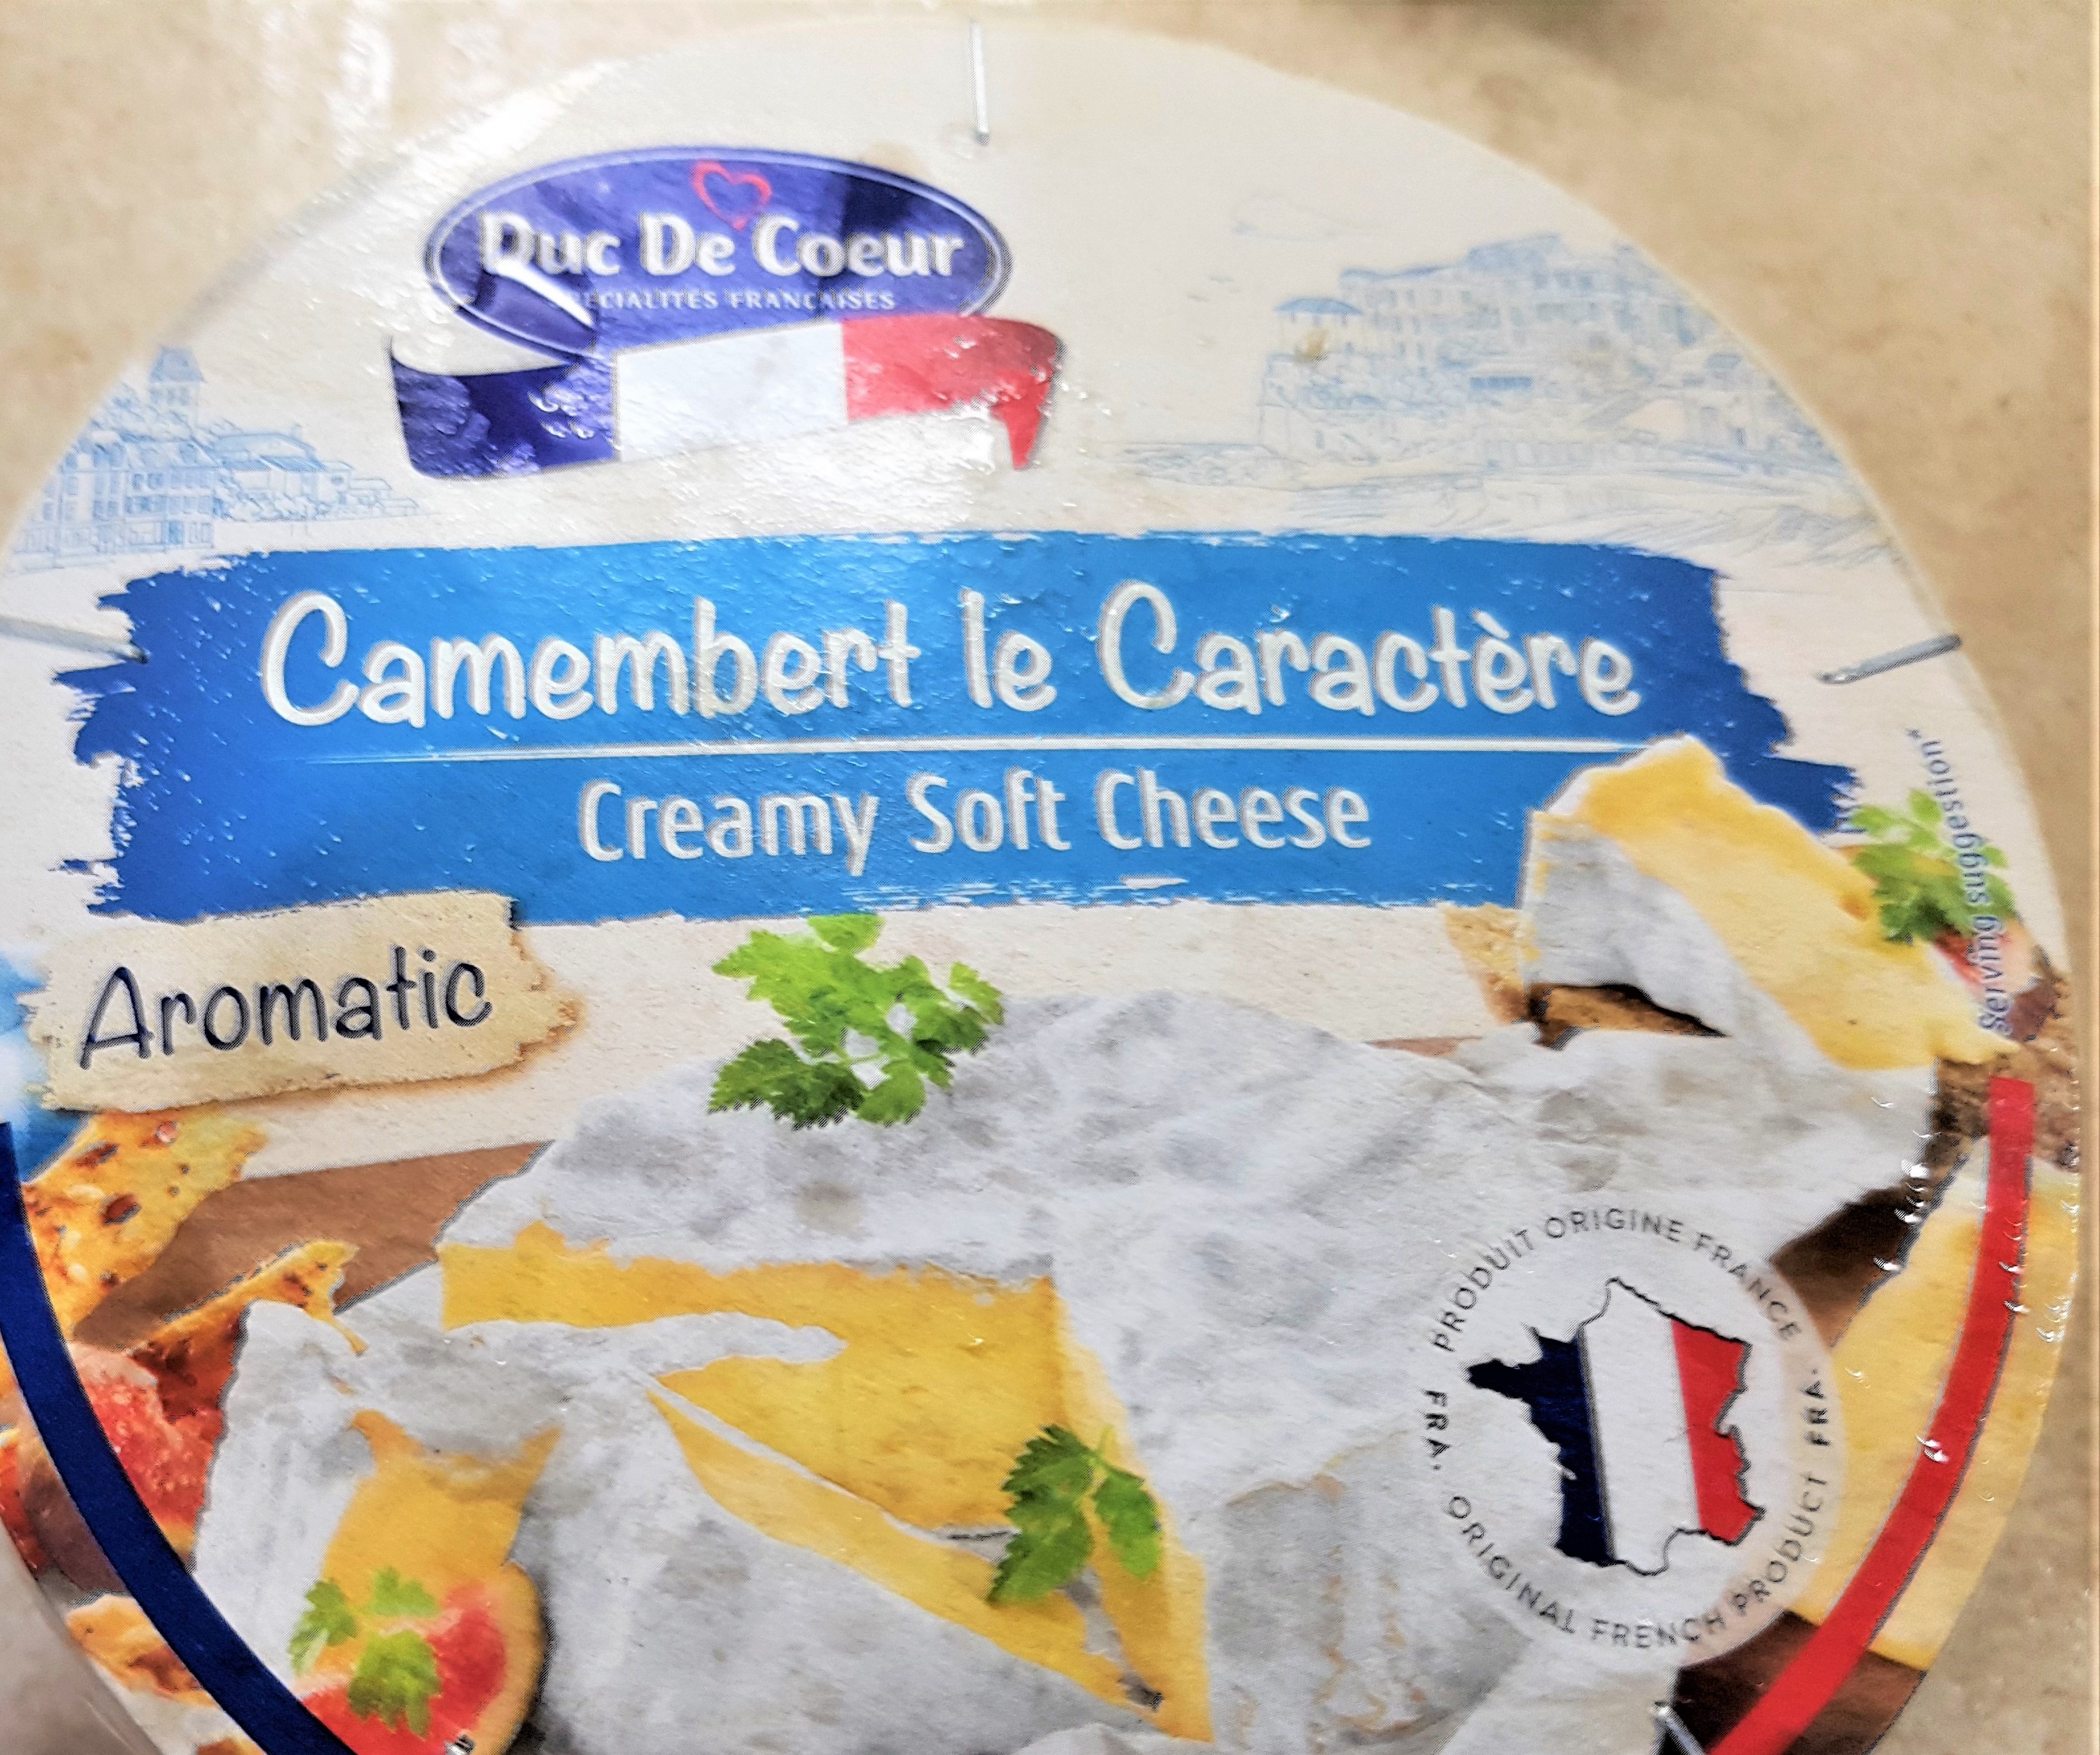 Duc De Coeur
SPECIALITES FRANÇAISES
Camembert le Caractère
Creamy Soft Cheese
serving suggestion*
Aromatic
PRODUIT ORIGINE FRANCE
FRA. ORIGINAL FRENCH PRODUCT FRA.